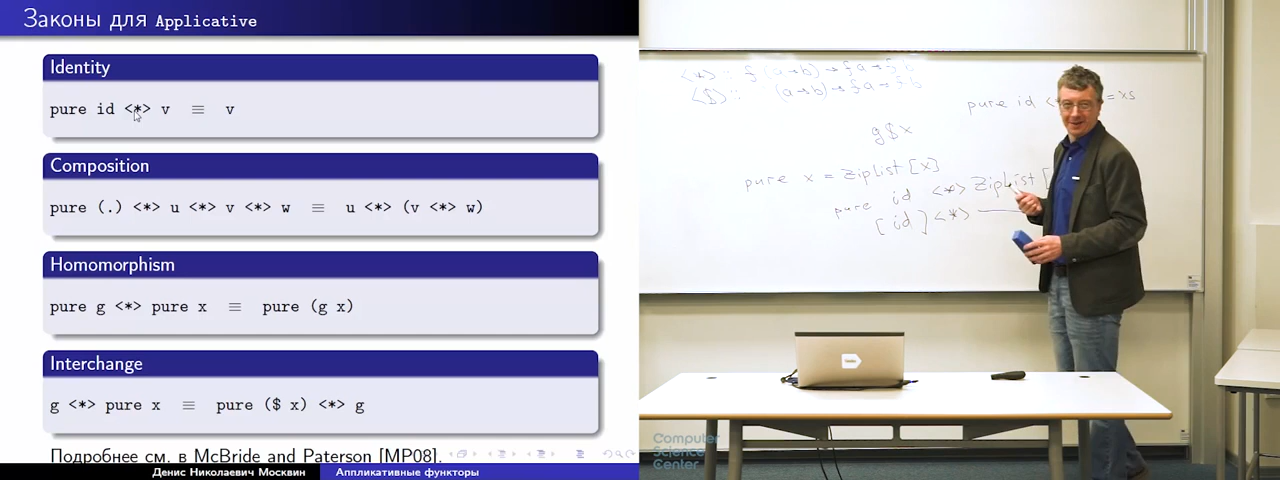 Законы для Applicative
Identity
pure id <*> v ≡ v
Composition
pure (.) <*> u <*> v <*> w ≡ u <*> (v <*> w)
Homomorphism
pure g <*> pure x ≡ pure (g x)
Interchange
g <*> pure x ≡ pure ($ x) <*> g
Подробнее см. в McBride and Paterson [MP08].
Денис Николаевич Москвин Аппликативные функторы
<*> :: f (a→b)→f a→f b
<$> :: (a→b)→f a→f b
pure id < = xs
g $ x
pure x = ZipList [x]
pure id <*> ZipList [
[id] <*>
Computer
Science
Center